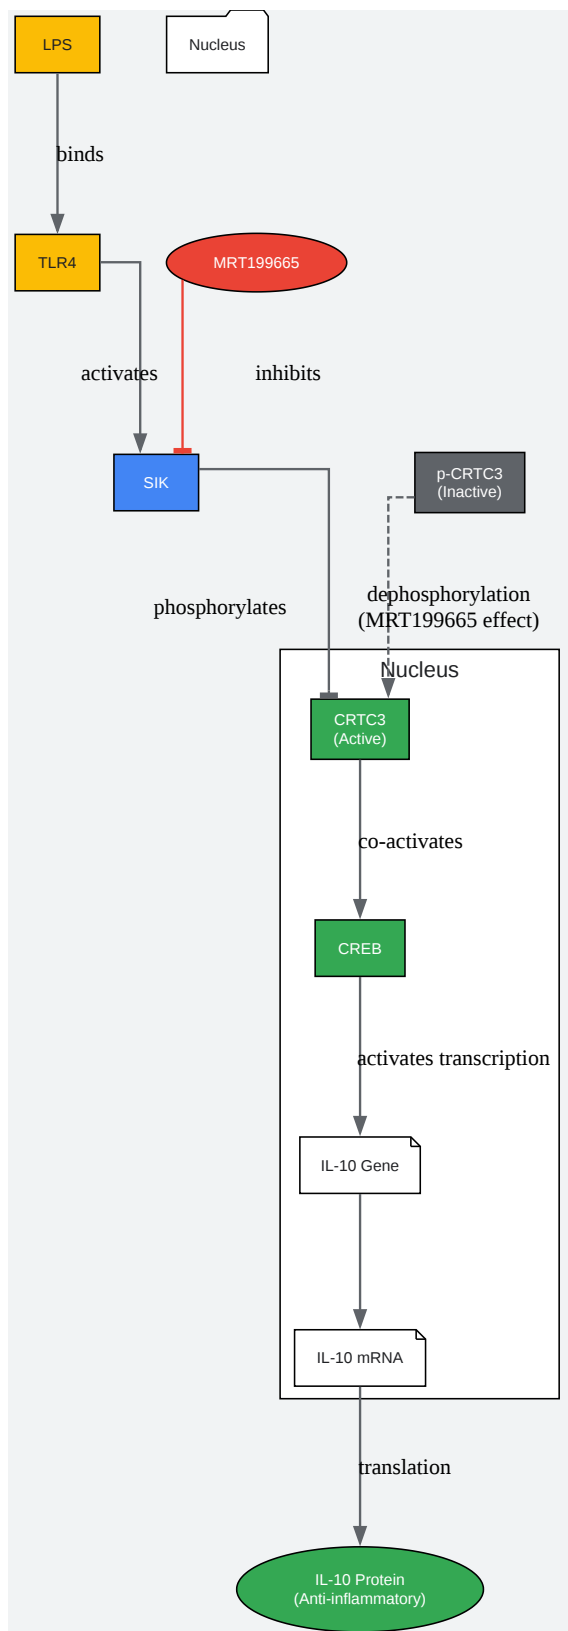 LPS
Nucleus
binds
TLR4
MRT199665
activates
inhibits
SIK
p-CRTC3
(Inactive)
phosphorylates
dephosphorylation
(MRT199665 effect)
Nucleus
CRTC3
(Active)
co-activates
CREB
activates transcription
IL-10 Gene
IL-10 mRNA
translation
IL-10 Protein
(Anti-inflammatory)